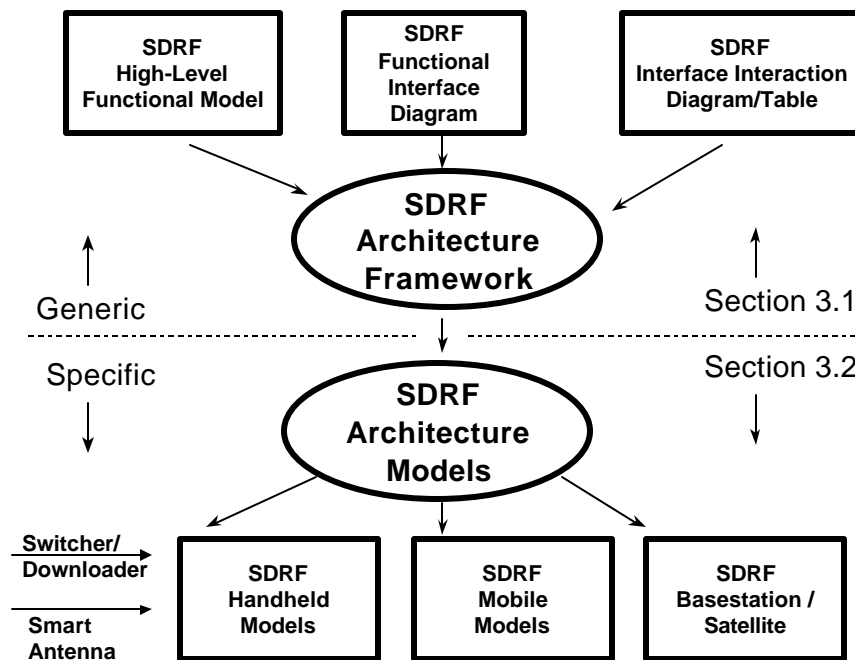 SDRF
High-Level
Functional Model
SDRF
Functional
Interface
Diagram
SDRF
Interface Interaction
Diagram/Table
SDRF
Architecture
Framework
Generic
Section 3.1
Specific
Section 3.2
SDRF
Architecture
Models
Switcher/
Downloader
Smart
Antenna
SDRF
Handheld
Models
SDRF
Mobile
Models
SDRF
Basestation /
Satellite